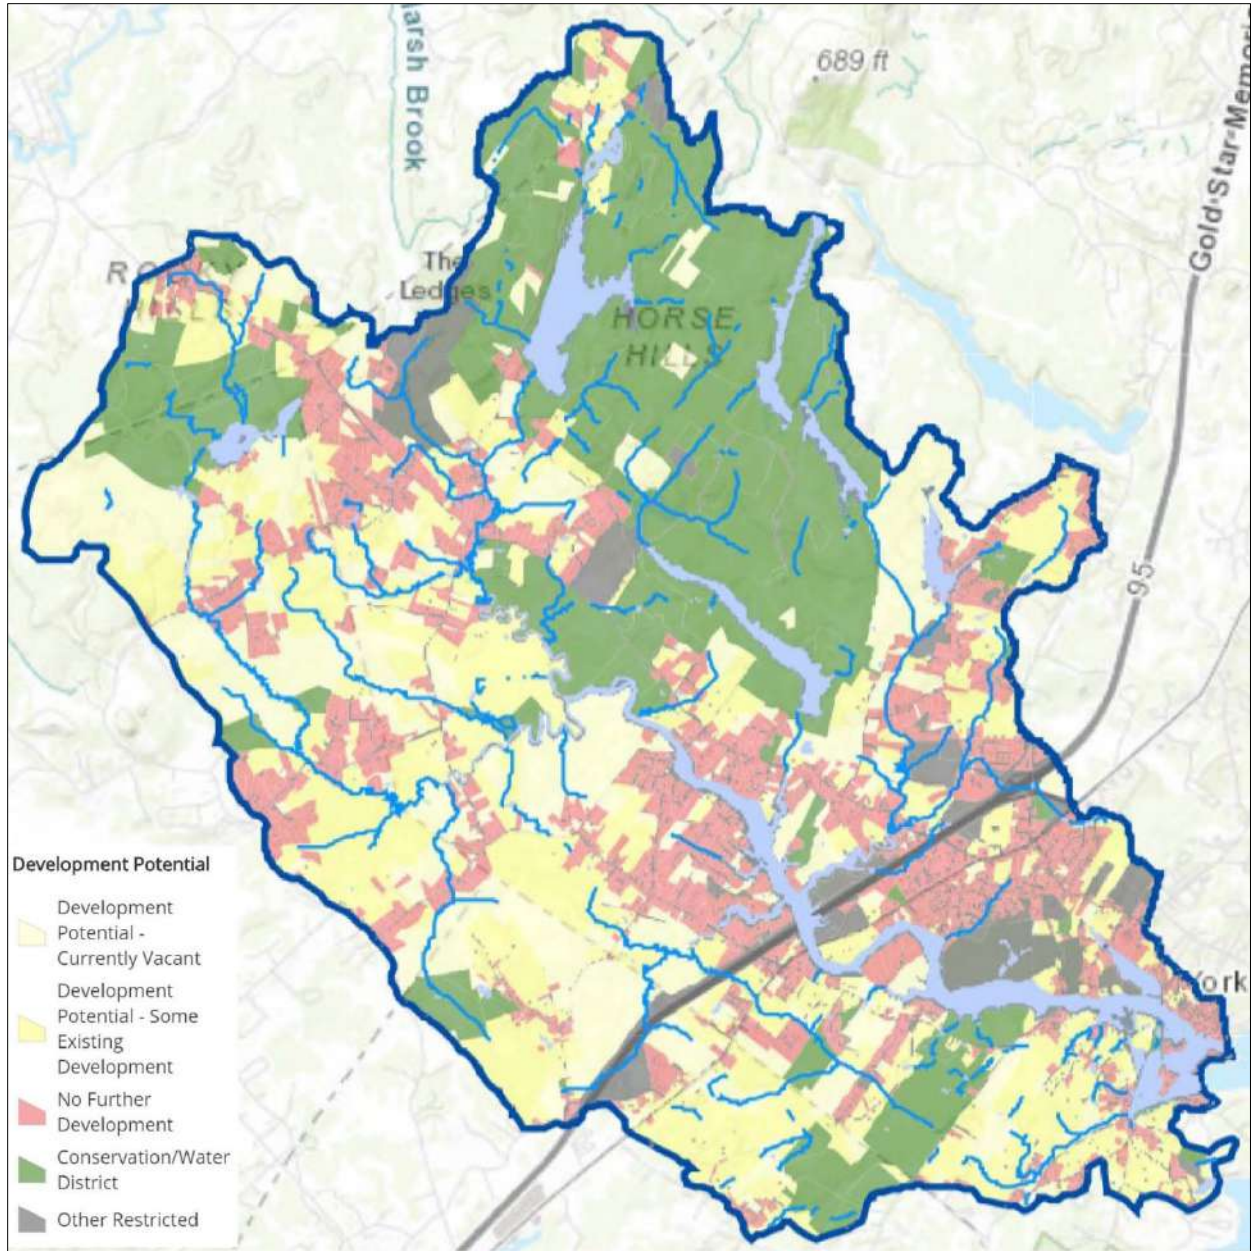 arsh Brook
689 ft
Gold·Star·Memori
The
Ledges
HORSE
HILLS
95
York
Development Potential
Development
Potential -
Currently Vacant
Development
Potential - Some
Existing
Development
No Further
Development
Conservation/Water
District
Other Restricted